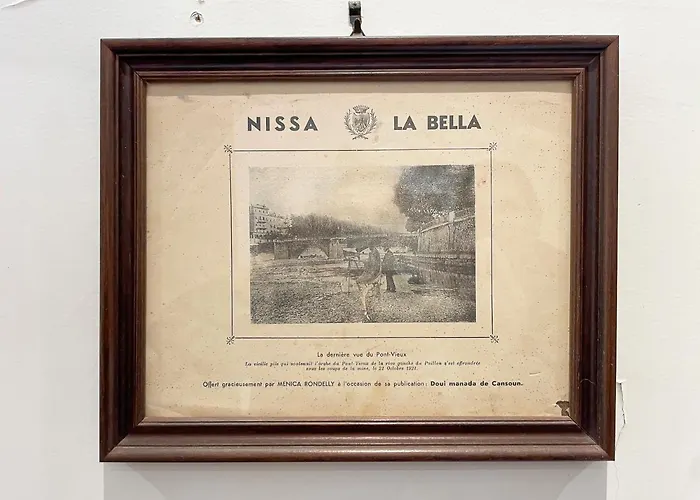 NISSA LA BELLA
La dernière vue du Pont-Vieux
La vieille pile qui soutenait l'arche du Pont-Vieux de la rive gauche du Paillon s'est effondrée
sous les coups de la mine, le 21 Octobre 1921.
Offert gracieusement par MENICA RONDELLY à l'occasion de sa publication: Doui manada de Cansoun.